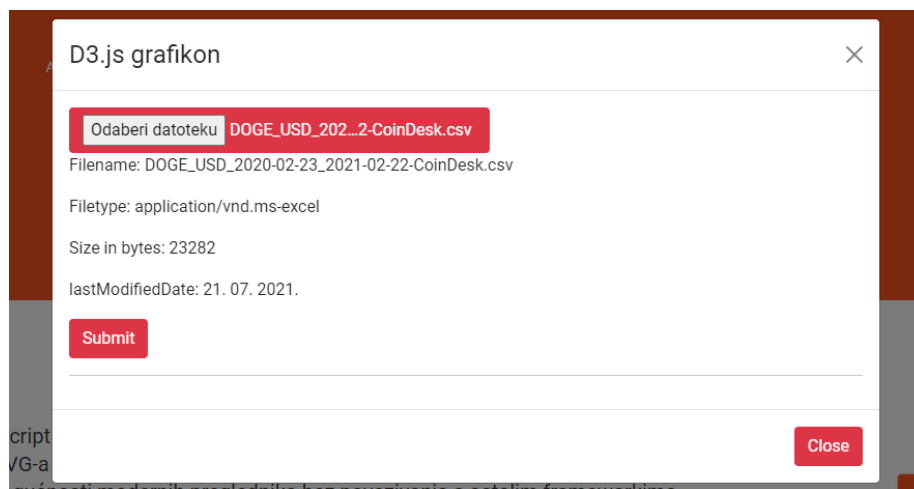 D3.js grafikon
Odaberi datoteku DOGE_USD_202...2-CoinDesk.csv
Filename: DOGE_USD_2020-02-23_2021-02-22-CoinDesk.csv
Filetype: application/vnd.ms-excel
Size in bytes: 23282
lastModifiedDate: 21. 07. 2021.
Submit
Close
cript
/G-a